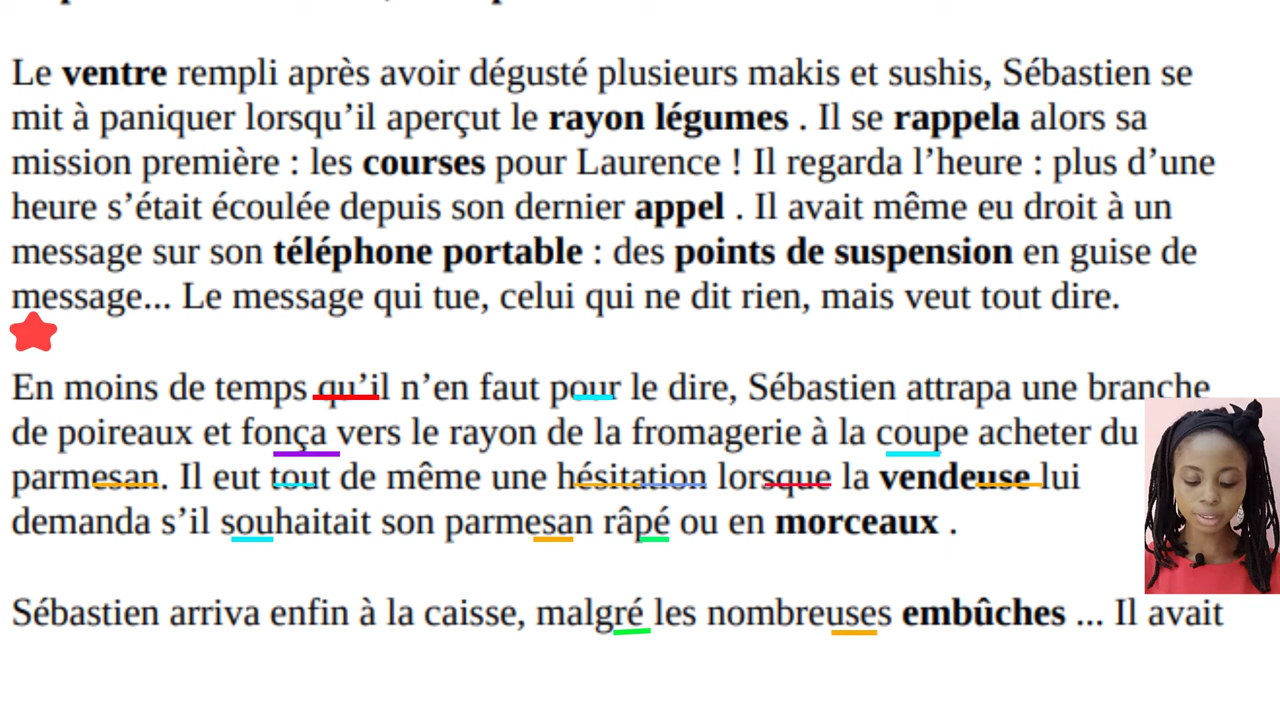 Le ventre rempli après avoir dégusté plusieurs makis et sushis, Sébastien se
mit à paniquer lorsqu’il aperçut le rayon légumes . Il se rappela alors sa
mission première : les courses pour Laurence ! Il regarda l’heure : plus d’une
heure s’était écoulée depuis son dernier appel . Il avait même eu droit à un
message sur son téléphone portable : des points de suspension en guise de
message... Le message qui tue, celui qui ne dit rien, mais veut tout dire.
En moins de temps qu’il n’en faut pour le dire, Sébastien attrapa une branche
de poireaux et fonça vers le rayon de la fromagerie à la coupe acheter du
parmesan. Il eut tout de même une hésitation lorsque la vendeuse lui
demanda s’il souhaitait son parmesan râpé ou en morceaux .
Sébastien arriva enfin à la caisse, malgré les nombreuses embûches ... Il avait